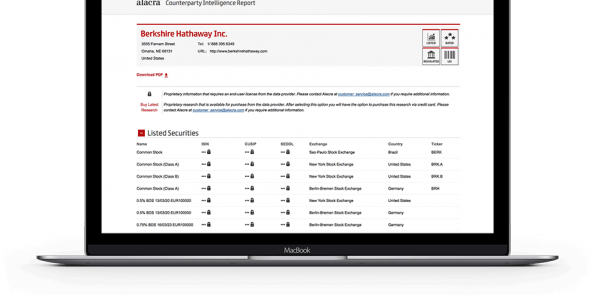 alacra Counterparty Intelligence Report
Berkshire Hathaway Inc.
3555 Farnam Street Tel: 1 888 395 6349
Omaha, NE 68131 URL: http://www.berkshirehathaway.com
United States
LISTED RATED
REGULATED LEI
Download PDF
Proprietary information that requires an end-user license from the data provider. Please contact Alacra at customer_service@alacra.com if you require additional information.
Buy Latest Research Proprietary research that is available for purchase from the data provider. After selecting this option you will have the option to purchase this research via credit card. Please
contact Alacra at customer_service@alacra.com if you require additional information.
Listed Securities
Name ISIN CUSIP SEDOL Exchange Country Ticker
Common Stock Sao Paulo Stock Exchange Brazil BERK
Common Stock (Class A) New York Stock Exchange United States BRK.A
Common Stock (Class B) New York Stock Exchange United States BRK.B
Common Stock (Class A) Berlin-Bremen Stock Exchange Germany BRH
0.5% BDS 13/03/20 EUR100000 New York Stock Exchange United States
0.5% BDS 13/03/20 EUR100000 Berlin-Bremen Stock Exchange Germany
0.75% BDS 16/03/23 EUR100000 Berlin-Bremen Stock Exchange Germany
MacBook